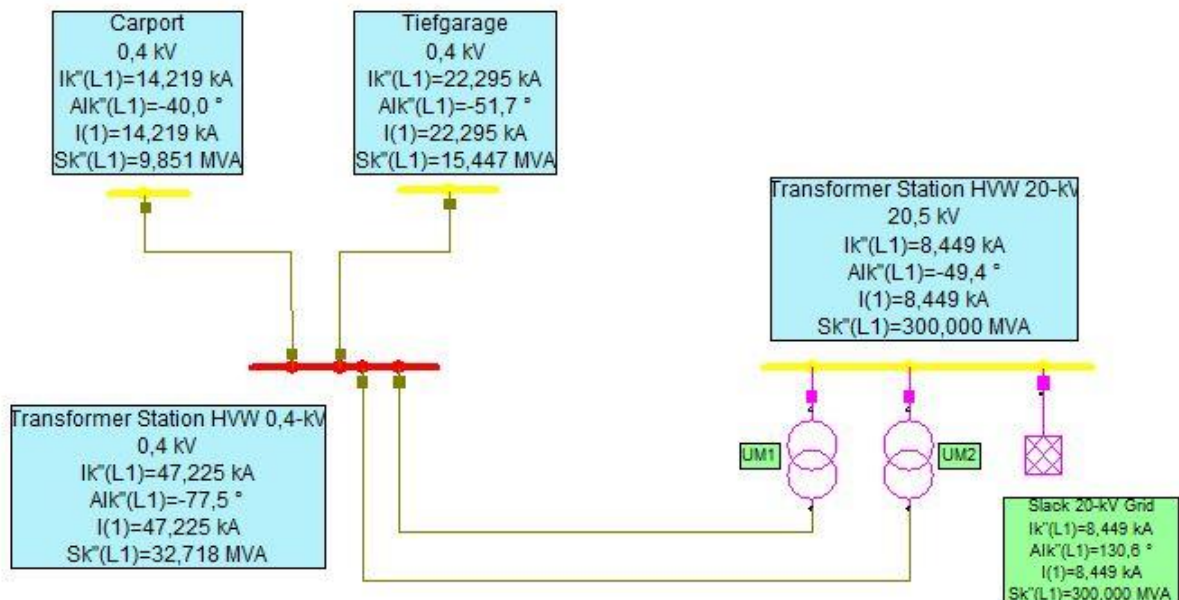 Carport
0,4 kV
Ik"(L1)=14,219 kA
AIk"(L1)=-40,0 °
I(1)=14,219 kA
Sk"(L1)=9,851 MVA
Tiefgarage
0,4 kV
Ik"(L1)=22,295 kA
AIk"(L1)=-51,7 °
I(1)=22,295 kA
Sk"(L1)=15,447 MVA
Transformer Station HVW 20-kV
20,5 kV
Ik"(L1)=8,449 kA
AIk"(L1)=-49,4 °
I(1)=8,449 kA
Sk"(L1)=300,000 MVA
Transformer Station HVW 0,4-kV
0,4 kV
Ik"(L1)=47,225 kA
AIk"(L1)=-77,5 °
I(1)=47,225 kA
Sk"(L1)=32,718 MVA
UM1
UM2
Slack 20-kV Grid
Ik"(L1)=8,449 kA
AIk"(L1)=130,6 °
I(1)=8,449 kA
Sk"(L1)=300,000 MVA